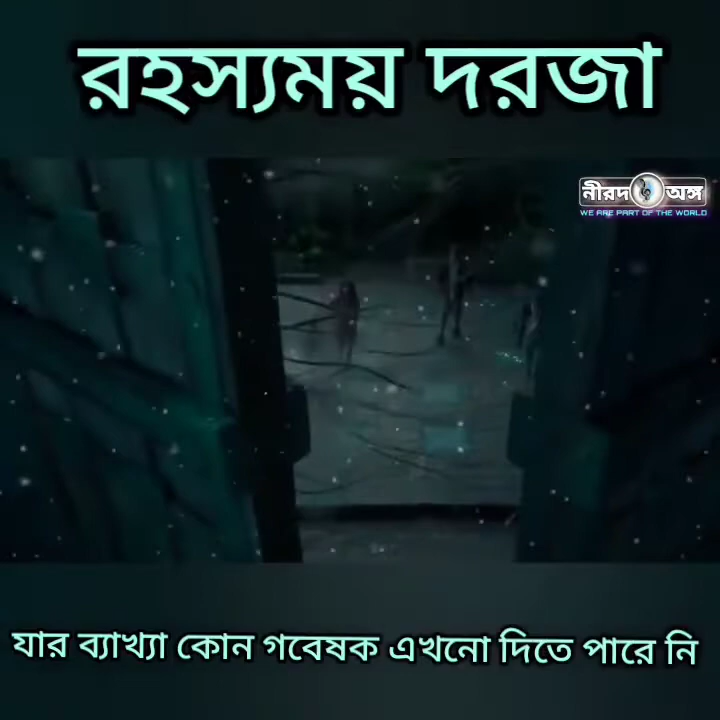 রহস্যময় দরজা
নীরদ অঙ্গ
WE ARE PART OF THE WORLD
যার ব্যাখ্যা কোন গবেষক এখনো দিতে পারে নি